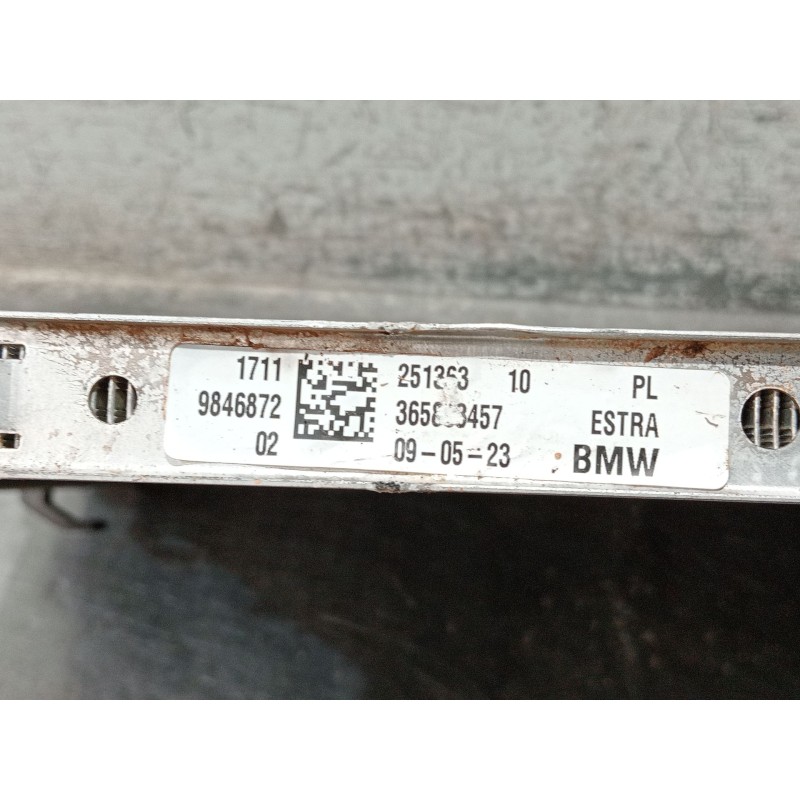 1711 251363 10 PL
9846872 ESTRA
02 09-05-23 BMW